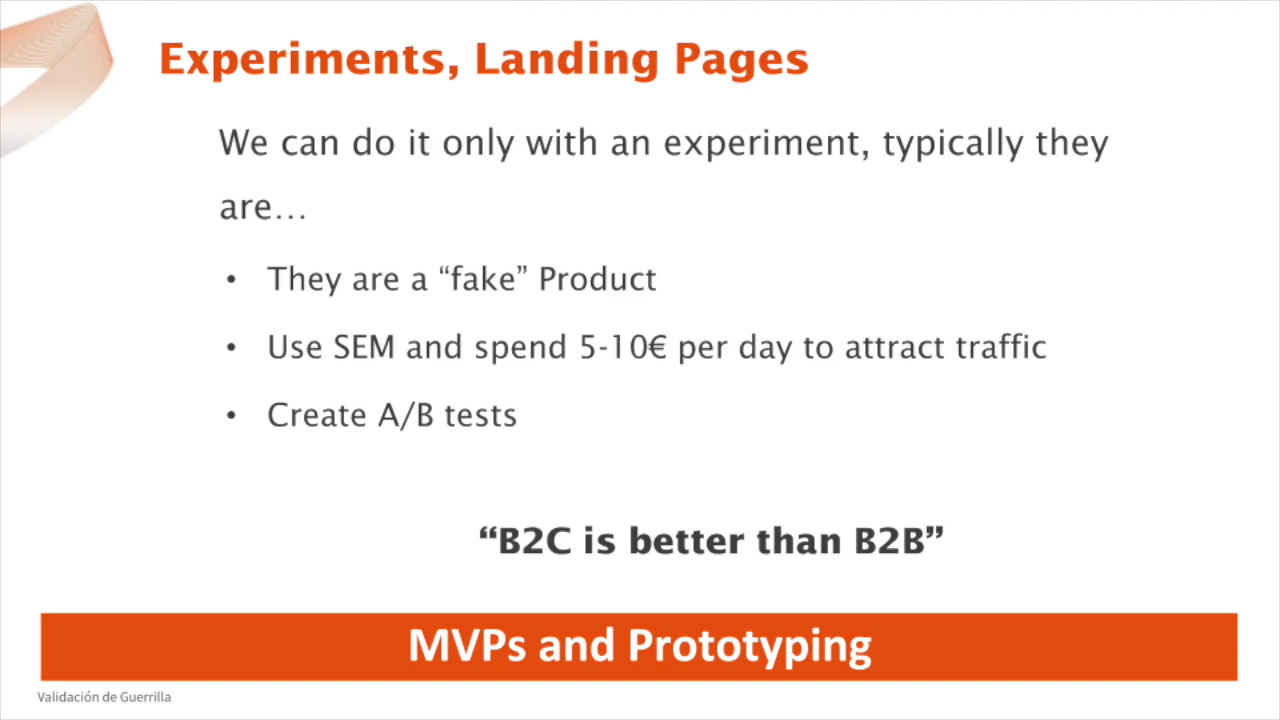 Experiments, Landing Pages
We can do it only with an experiment, typically they
are…
• They are a “fake” Product
• Use SEM and spend 5-10€ per day to attract traffic
• Create A/B tests
“B2C is better than B2B”
MVPs and Prototyping
Validación de Guerrilla